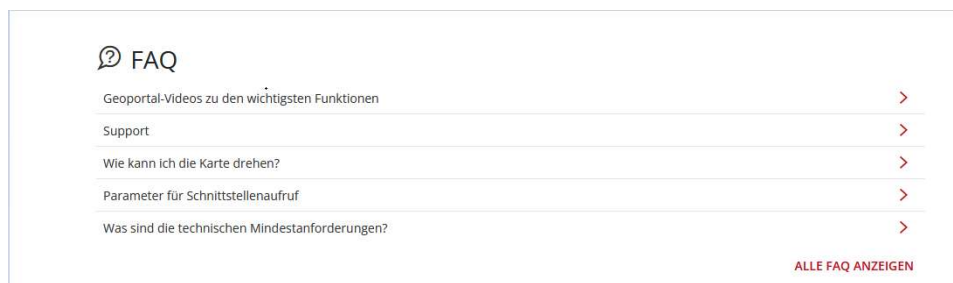 FAQ
Geoportal-Videos zu den wichtigsten Funktionen
Support
Wie kann ich die Karte drehen?
Parameter für Schnittstellenaufruf
Was sind die technischen Mindestanforderungen?
ALLE FAQ ANZEIGEN